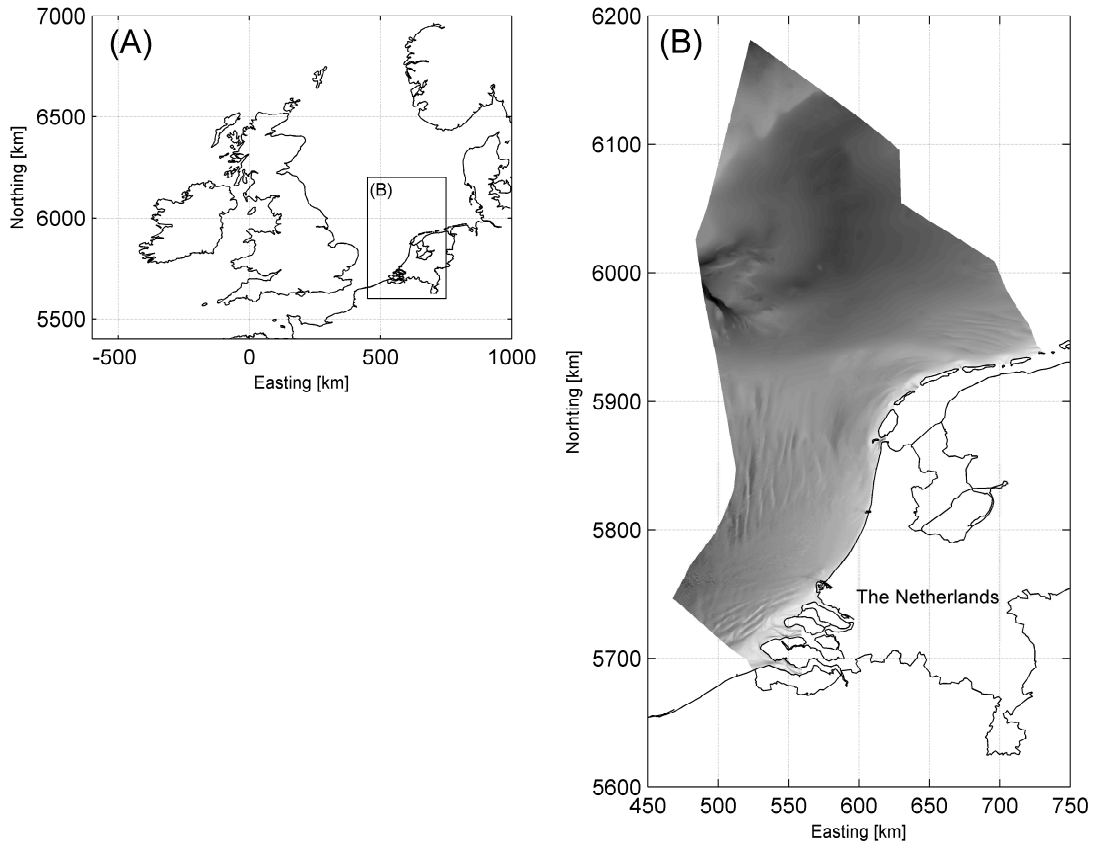 (A)
7000
6500
6000
5500
Northing [km]
(B)
-500 0 500 1000
Easting [km]
(B)
6200
6100
6000
5900
5800
5700
5600
Norhting [km]
The Netherlands
450 500 550 600 650 700 750
Easting [km]